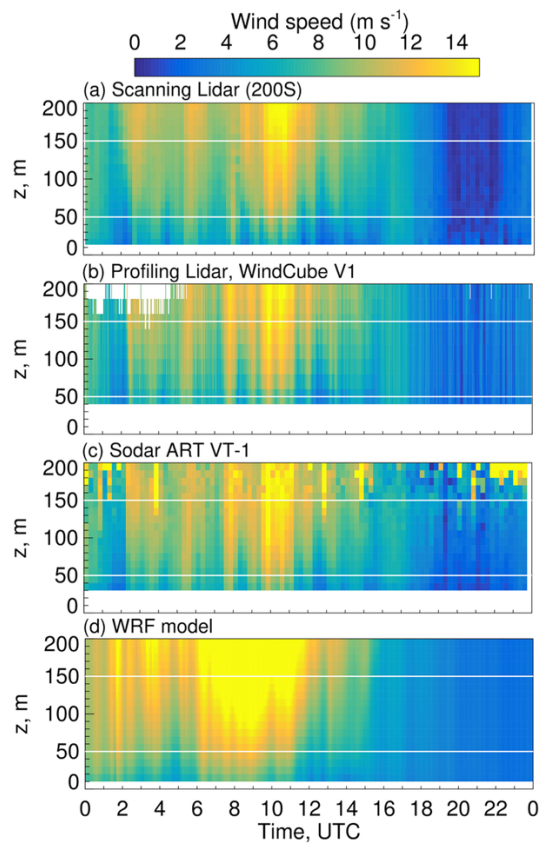 Wind speed (m s⁻¹)
0 2 4 6 8 10 12 14
(a) Scanning Lidar (200S)
200
150
100
50
0
z, m
(b) Profiling Lidar, WindCube V1
200
150
100
50
0
z, m
(c) Sodar ART VT-1
200
150
100
50
0
z, m
(d) WRF model
200
150
100
50
0
z, m
0 2 4 6 8 10 12 14 16 18 20 22 0
Time, UTC